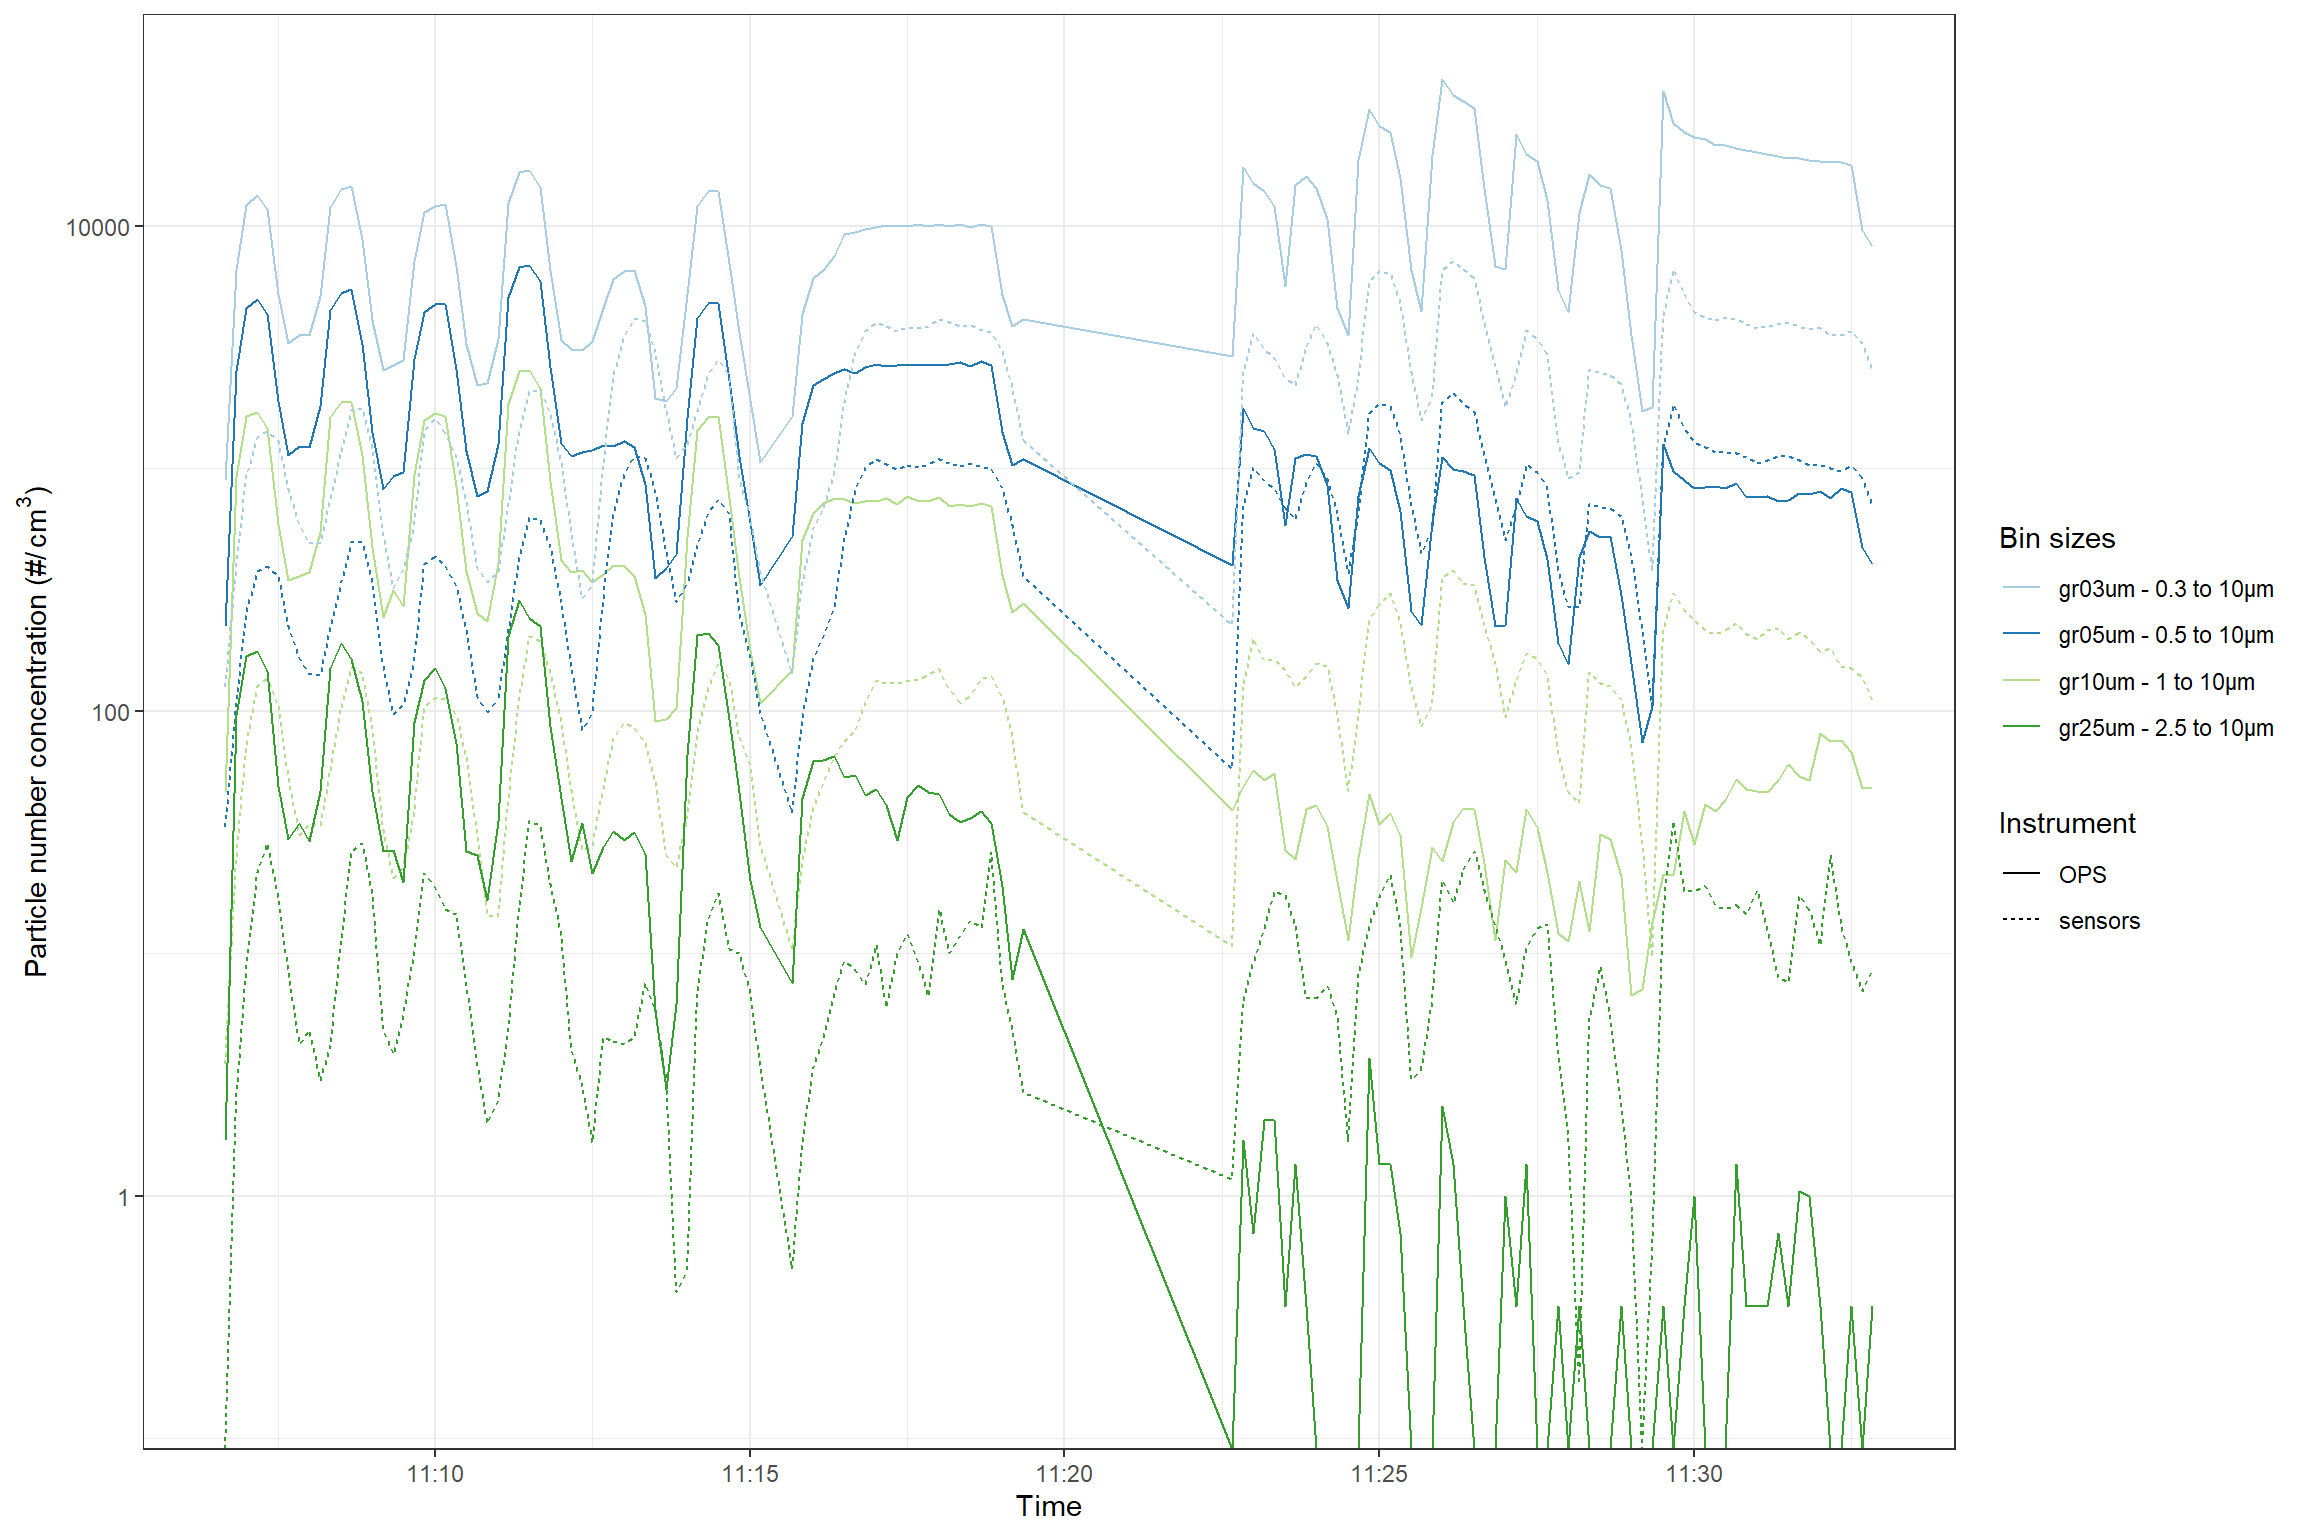 Particle number concentration (#/cm³)
10000
100
1
11:10
11:15
11:20
11:25
11:30
Time
Bin sizes
gr03um - 0.3 to 10µm
gr05um - 0.5 to 10µm
gr10um - 1 to 10µm
gr25um - 2.5 to 10µm
Instrument
OPS
sensors